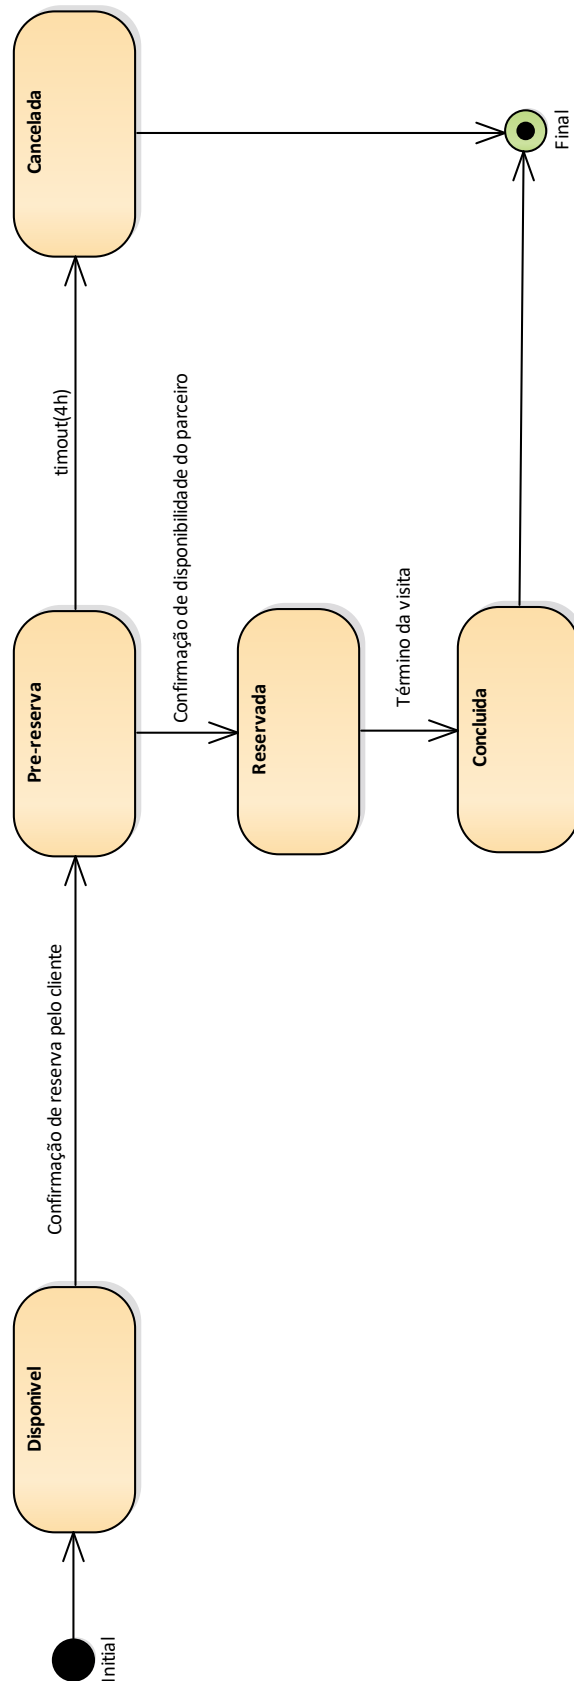 Initial
Disponivel
Confirmação de reserva pelo cliente
Pre-reserva
timout(4h)
Cancelada
Confirmação de disponibilidade do parceiro
Reservada
Término da visita
Concluida
Final